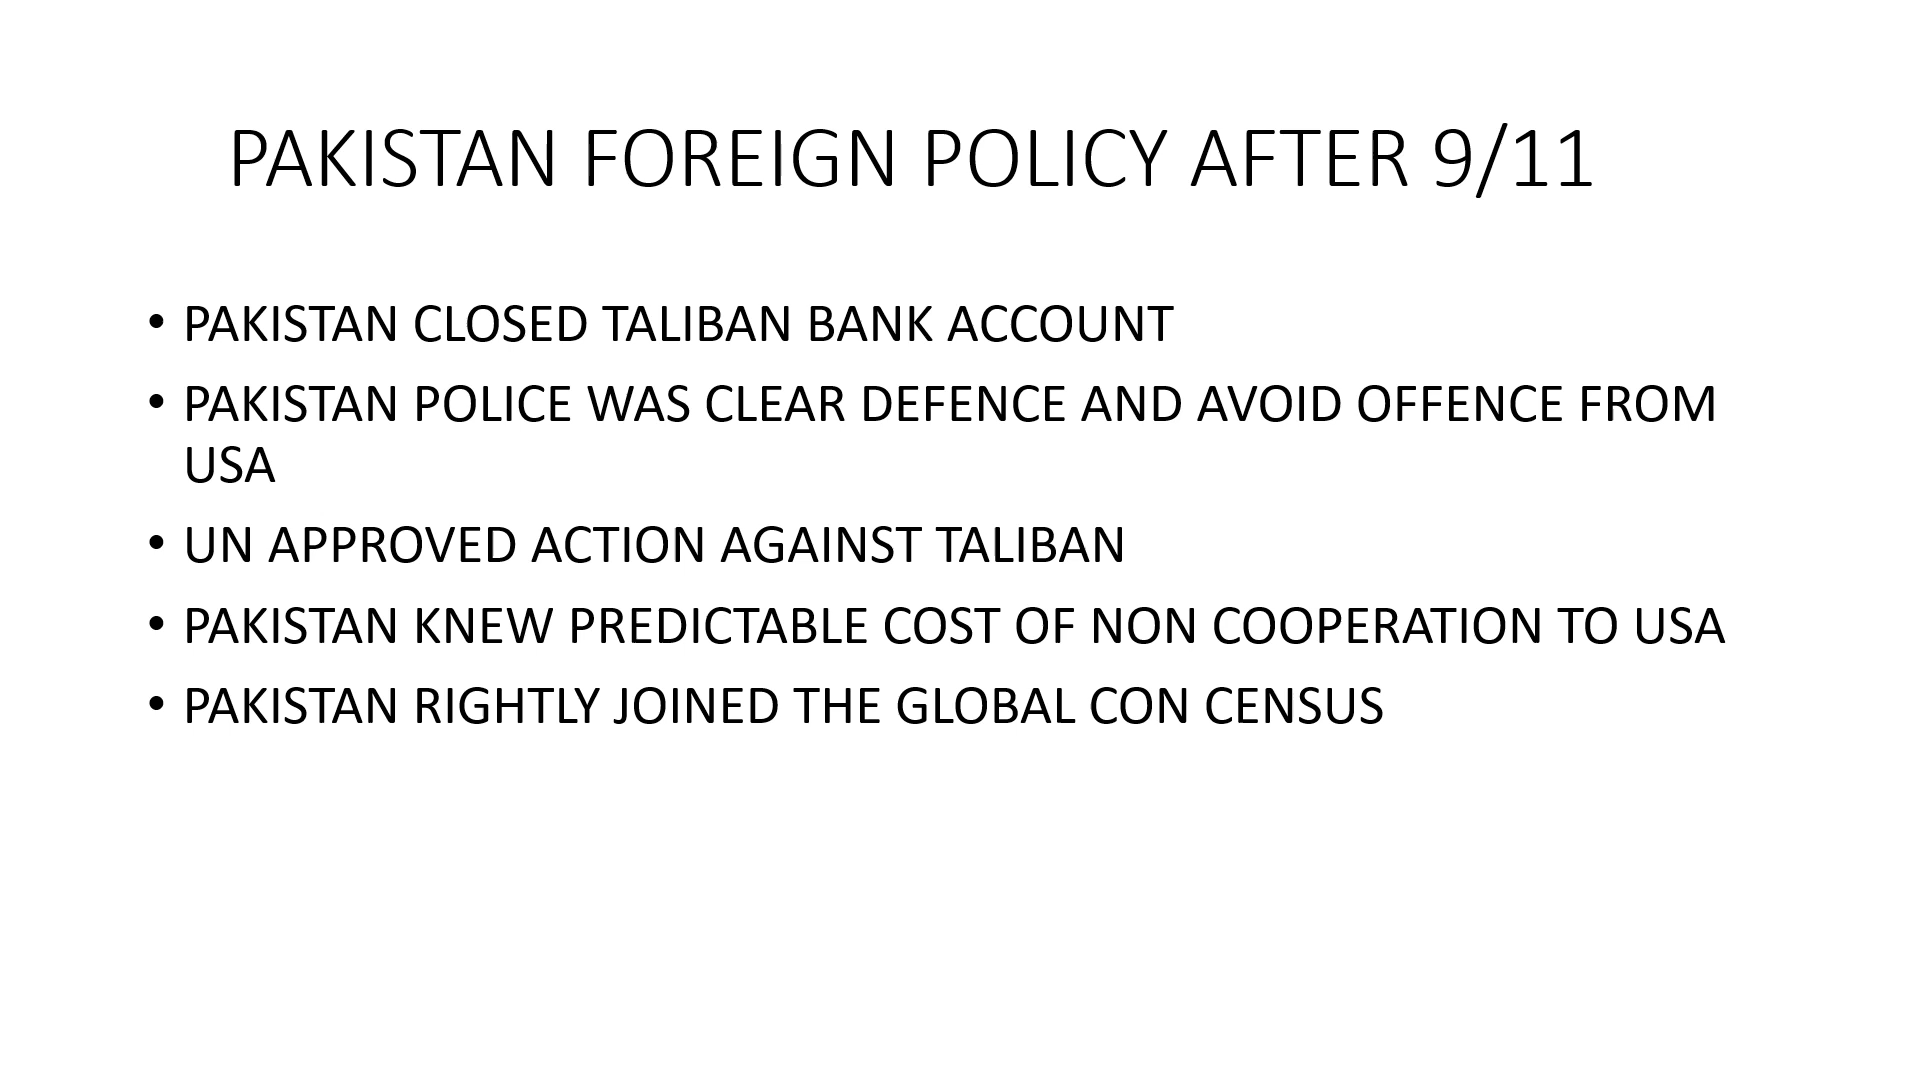 PAKISTAN FOREIGN POLICY AFTER 9/11
• PAKISTAN CLOSED TALIBAN BANK ACCOUNT
• PAKISTAN POLICE WAS CLEAR DEFENCE AND AVOID OFFENCE FROM
USA
• UN APPROVED ACTION AGAINST TALIBAN
• PAKISTAN KNEW PREDICTABLE COST OF NON COOPERATION TO USA
• PAKISTAN RIGHTLY JOINED THE GLOBAL CON CENSUS